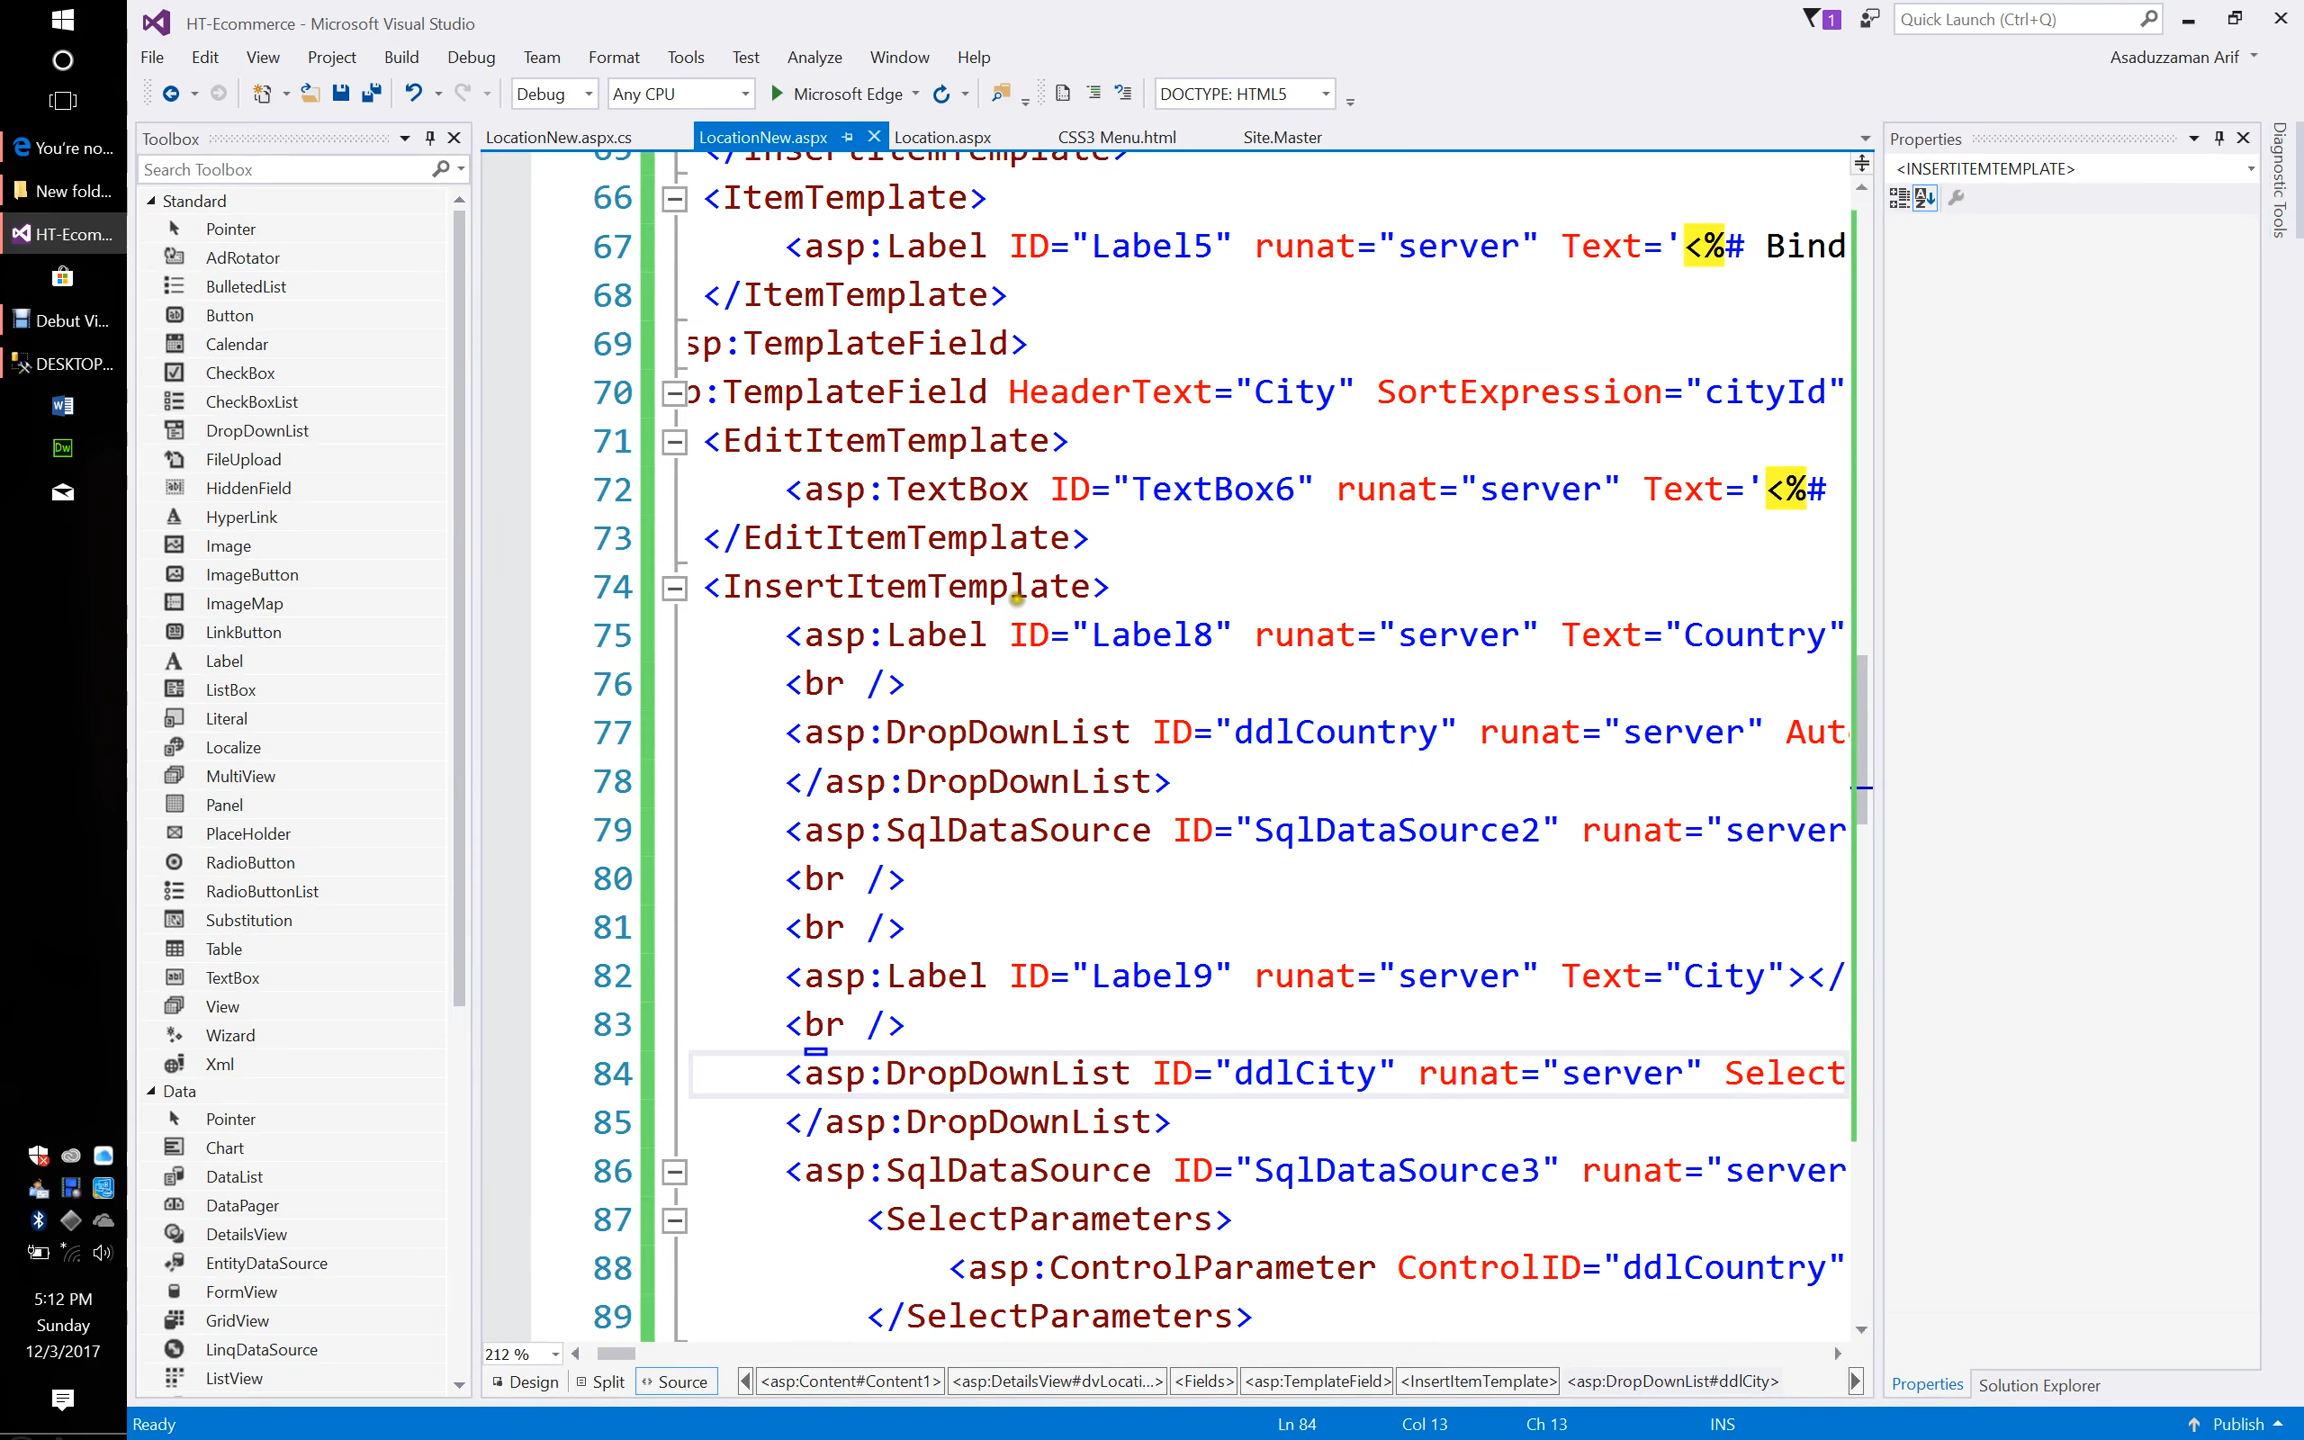 HT-Ecommerce - Microsoft Visual Studio
1
Quick Launch (Ctrl+Q)
File Edit View Project Build Debug Team Format Tools Test Analyze Window Help
Asaduzzaman Arif
Debug Any CPU Microsoft Edge DOCTYPE: HTML5
You're no...
New fold...
HT-Ecom...
Debut Vi...
DESKTOP...
Dw
5:12 PM
Sunday
12/3/2017
Toolbox
Search Toolbox
Standard
Pointer
AdRotator
BulletedList
Button
Calendar
CheckBox
CheckBoxList
DropDownList
FileUpload
HiddenField
HyperLink
Image
ImageButton
ImageMap
LinkButton
Label
ListBox
Literal
Localize
MultiView
Panel
PlaceHolder
RadioButton
RadioButtonList
Substitution
Table
TextBox
View
Wizard
Xml
Data
Pointer
Chart
DataList
DataPager
DetailsView
EntityDataSource
FormView
GridView
LinqDataSource
ListView
LocationNew.aspx.cs LocationNew.aspx Location.aspx CSS3 Menu.html Site.Master
65 </InsertItemTemplate>
66 <ItemTemplate>
67 <asp:Label ID="Label5" runat="server" Text='<%# Bind
68 </ItemTemplate>
69 sp:TemplateField>
70 p:TemplateField HeaderText="City" SortExpression="cityId"
71 <EditItemTemplate>
72 <asp:TextBox ID="TextBox6" runat="server" Text='<%#
73 </EditItemTemplate>
74 <InsertItemTemplate>
75 <asp:Label ID="Label8" runat="server" Text="Country"
76 <br />
77 <asp:DropDownList ID="ddlCountry" runat="server" Aut
78 </asp:DropDownList>
79 <asp:SqlDataSource ID="SqlDataSource2" runat="server
80 <br />
81 <br />
82 <asp:Label ID="Label9" runat="server" Text="City"></
83 <br />
84 <asp:DropDownList ID="ddlCity" runat="server" Select
85 </asp:DropDownList>
86 <asp:SqlDataSource ID="SqlDataSource3" runat="server
87 <SelectParameters>
88 <asp:ControlParameter ControlID="ddlCountry"
89 </SelectParameters>
212 %
Design Split Source <asp:Content#Content1> <asp:DetailsView#dvLocati...> <Fields> <asp:TemplateField> <InsertItemTemplate> <asp:DropDownList#ddlCity>
Properties
<INSERTITEMTEMPLATE>
Diagnostic Tools
Properties Solution Explorer
Ready Ln 84 Col 13 Ch 13 INS Publish